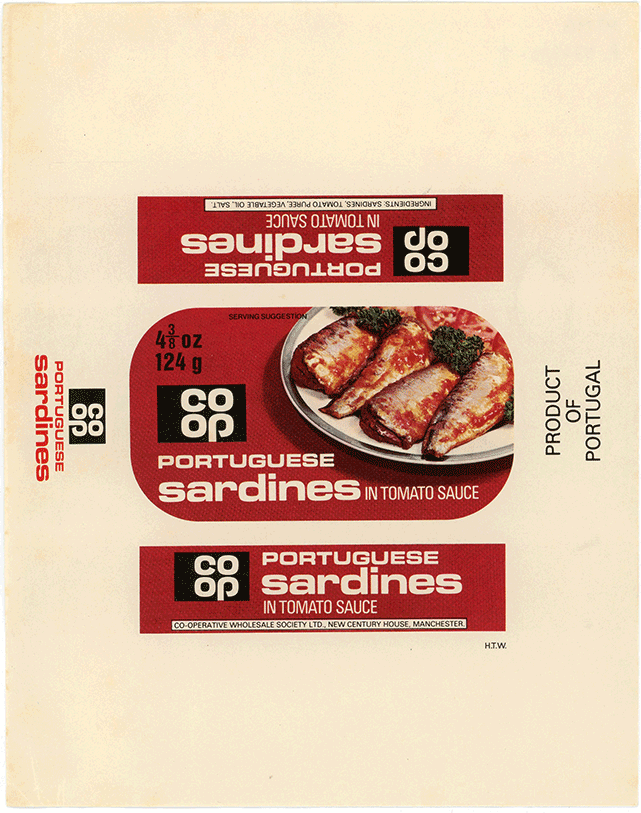 INGREDIENTS: SARDINES, TOMATO PUREE, VEGETABLE OIL, SALT.
CO
OP
PORTUGUESE
sardines
IN TOMATO SAUCE
SERVING SUGGESTION
4 3/8 oz
124 g
CO
OP
PORTUGUESE
sardines IN TOMATO SAUCE
PORTUGUESE
sardines
CO
OP
PRODUCT
OF
PORTUGAL
CO
OP
PORTUGUESE
sardines
IN TOMATO SAUCE
CO-OPERATIVE WHOLESALE SOCIETY LTD., NEW CENTURY HOUSE, MANCHESTER.
H.T.W.